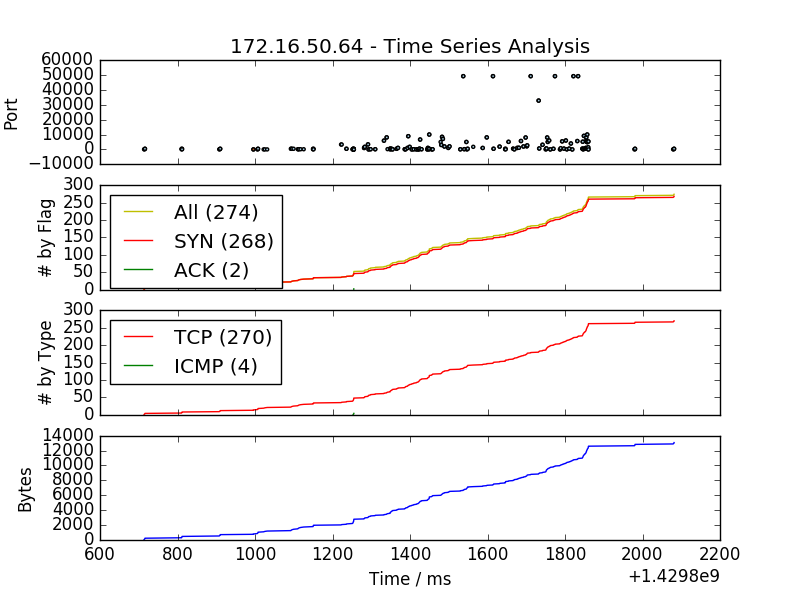 172.16.50.64 - Time Series Analysis
Port
60000
50000
40000
30000
20000
10000
0
−10000
# by Flag
300
250
200
150
100
50
0
All (274)
SYN (268)
ACK (2)
# by Type
300
250
200
150
100
50
0
TCP (270)
ICMP (4)
Bytes
14000
12000
10000
8000
6000
4000
2000
0
600 800 1000 1200 1400 1600 1800 2000 2200
Time / ms
+1.4298e9